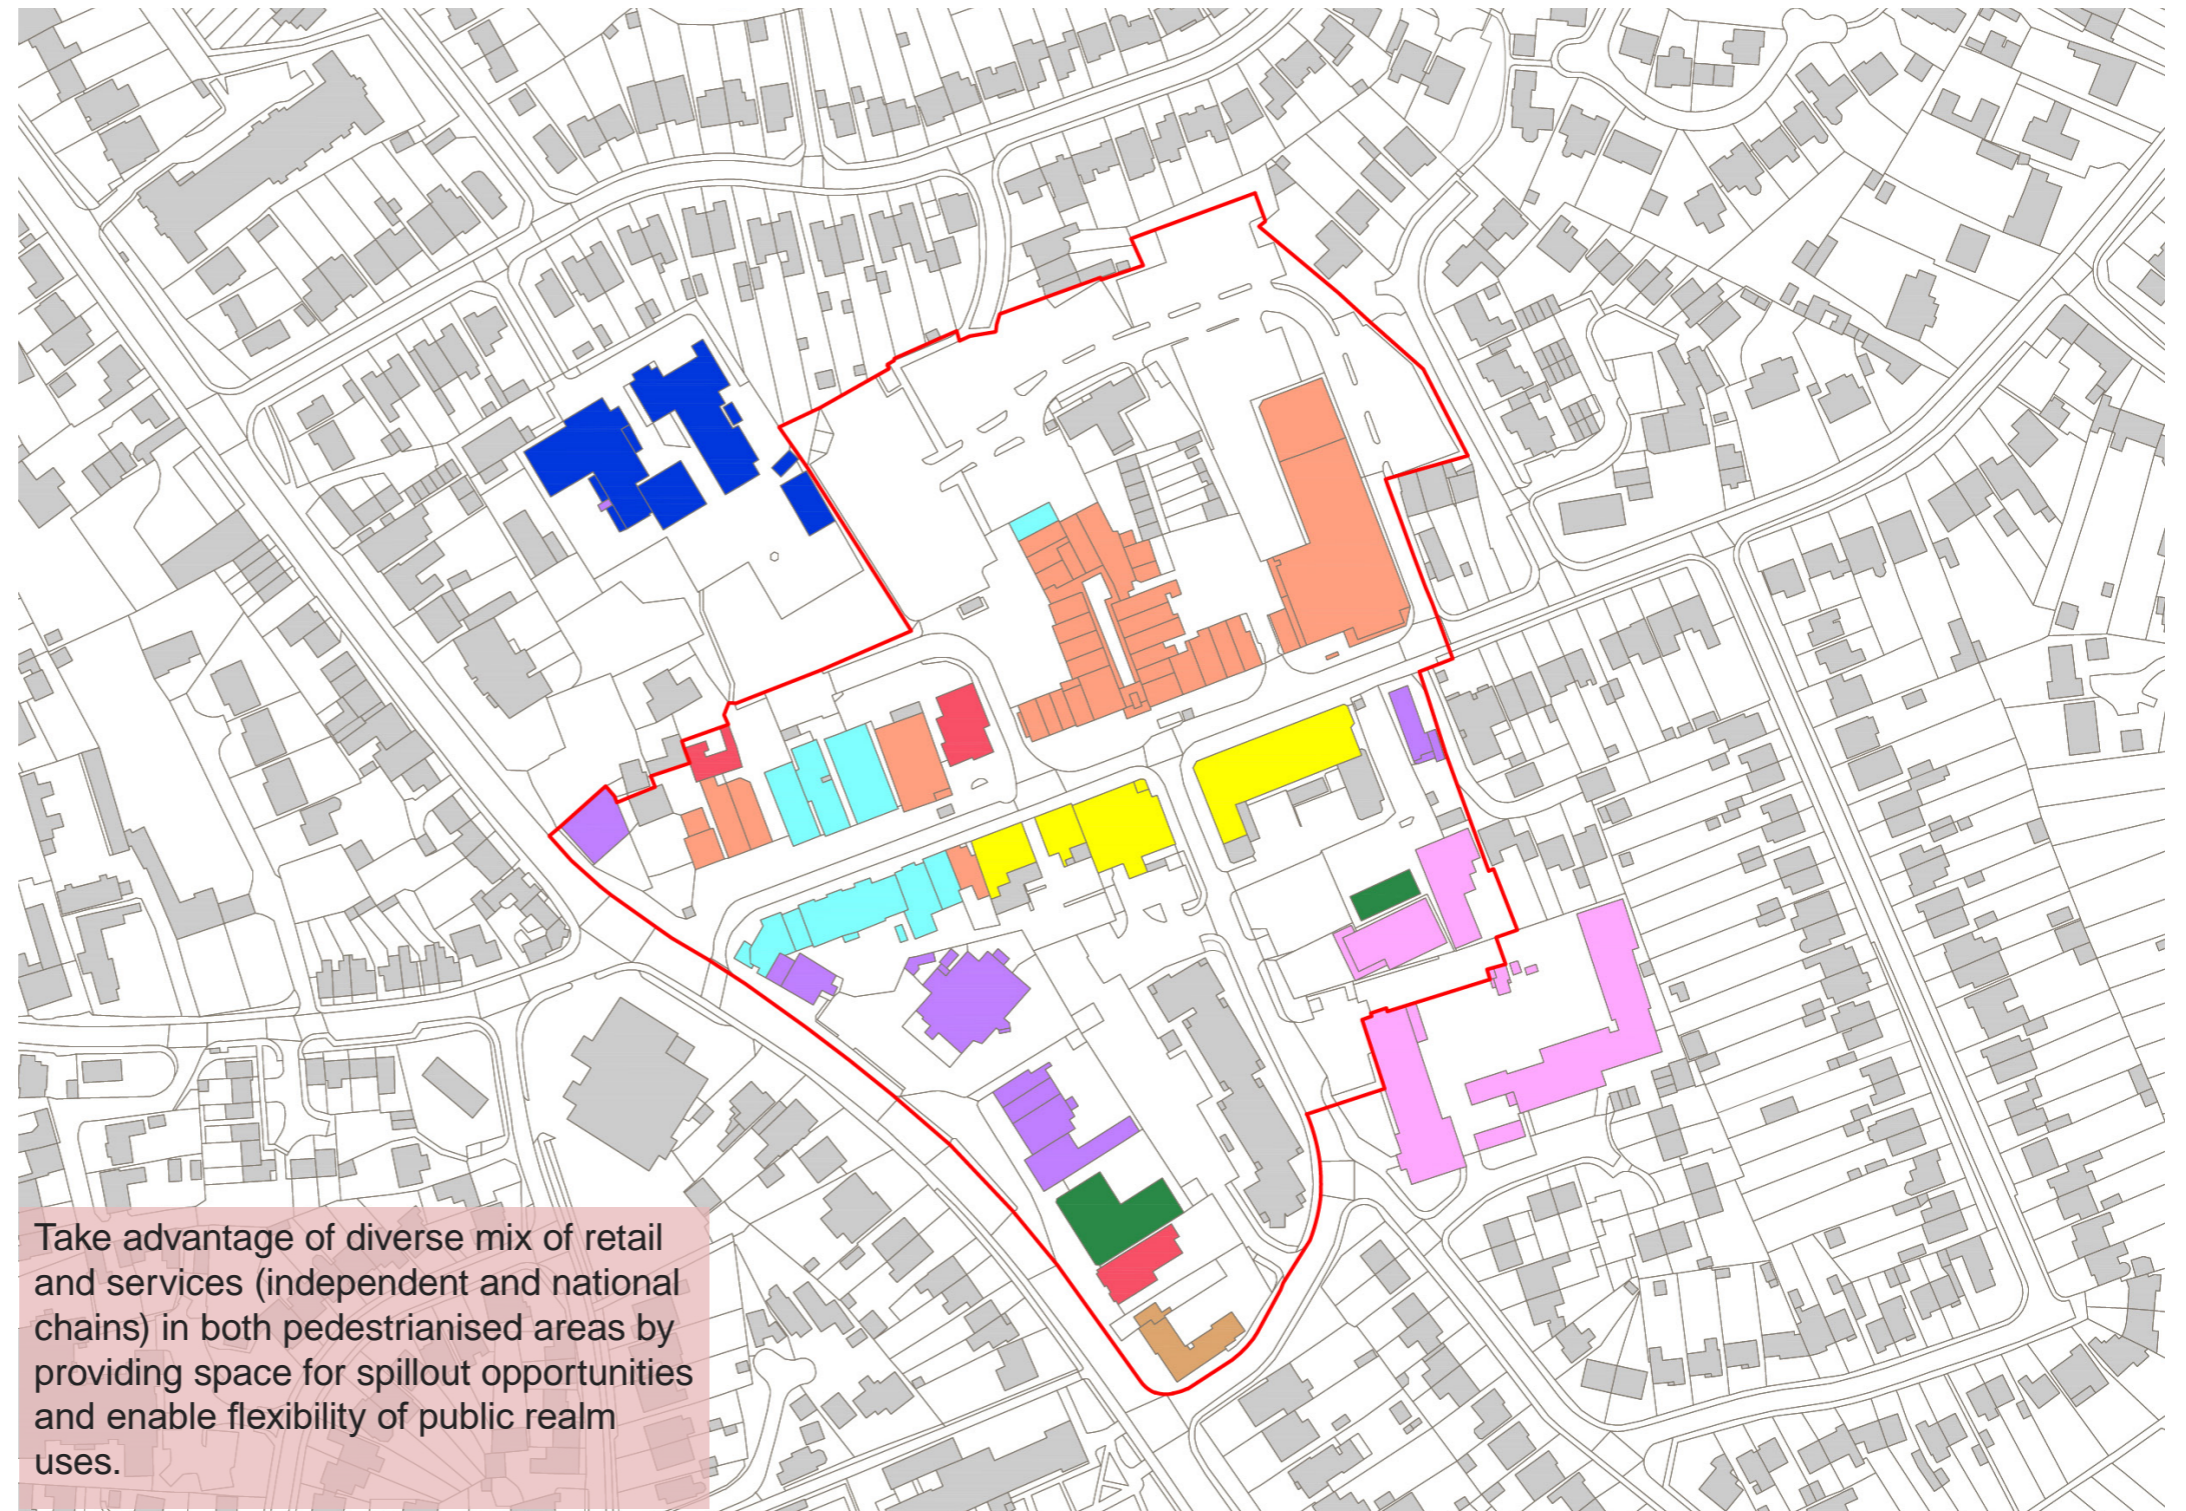 Take advantage of diverse mix of retail
and services (independent and national
chains) in both pedestrianised areas by
providing space for spillout opportunities
and enable flexibility of public realm
uses.